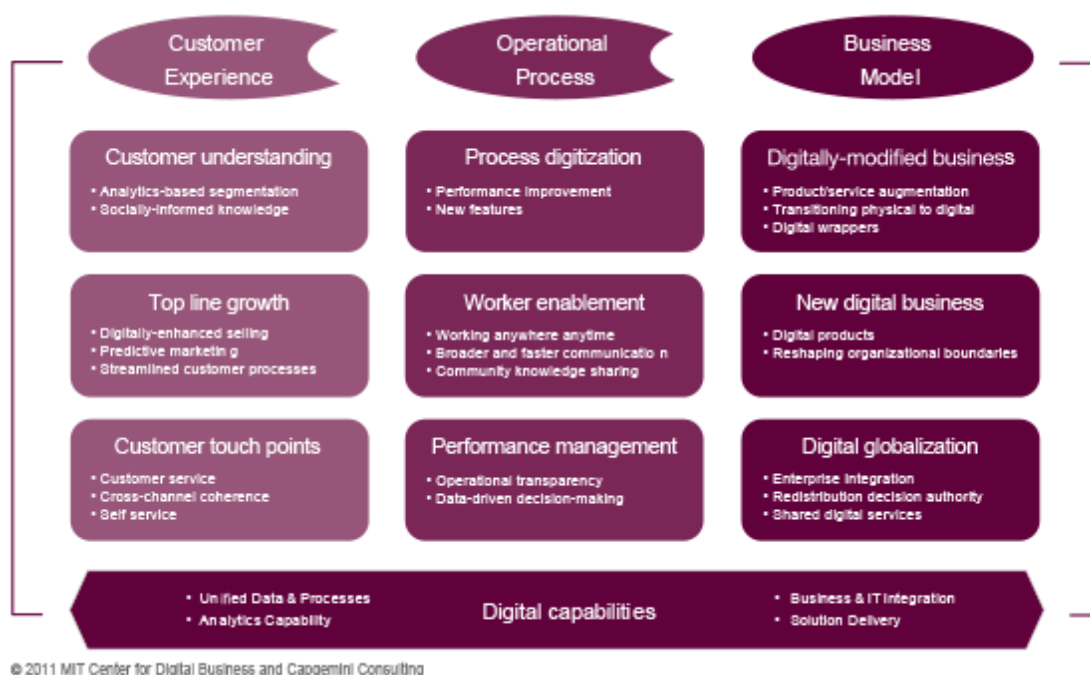 Customer
Experience
Operational
Process
Business
Model
Customer understanding
▪ Analytics-based segmentation
▪ Socially-informed knowledge
Process digitization
▪ Performance improvement
▪ New features
Digitally-modified business
▪ Product/service augmentation
▪ Transitioning physical to digital
▪ Digital wrappers
Top line growth
▪ Digitally-enhanced selling
▪ Predictive marketin g
▪ Streamlined customer processes
Worker enablement
▪ Working anywhere anytime
▪ Broader and faster communicatio n
▪ Community knowledge sharing
New digital business
▪ Digital products
▪ Reshaping organizational boundaries
Customer touch points
▪ Customer service
▪ Cross-channel coherence
▪ Self service
Performance management
▪ Operational transparency
▪ Data-driven decision-making
Digital globalization
▪ Enterprise integration
▪ Redistribution decision authority
▪ Shared digital services
▪ Unified Data & Processes
▪ Analytics Capability
Digital capabilities
▪ Business & IT Integration
▪ Solution Delivery
© 2011 MIT Center for Digital Business and Capgemini Consulting